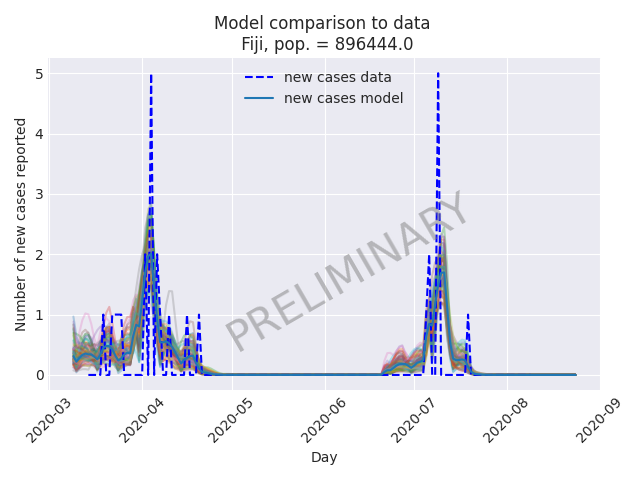 Model comparison to data
Fiji, pop. = 896444.0
new cases data
new cases model
Number of new cases reported
5
4
3
2
1
0
PRELIMINARY
2020-03
2020-04
2020-05
2020-06
2020-07
2020-08
2020-09
Day